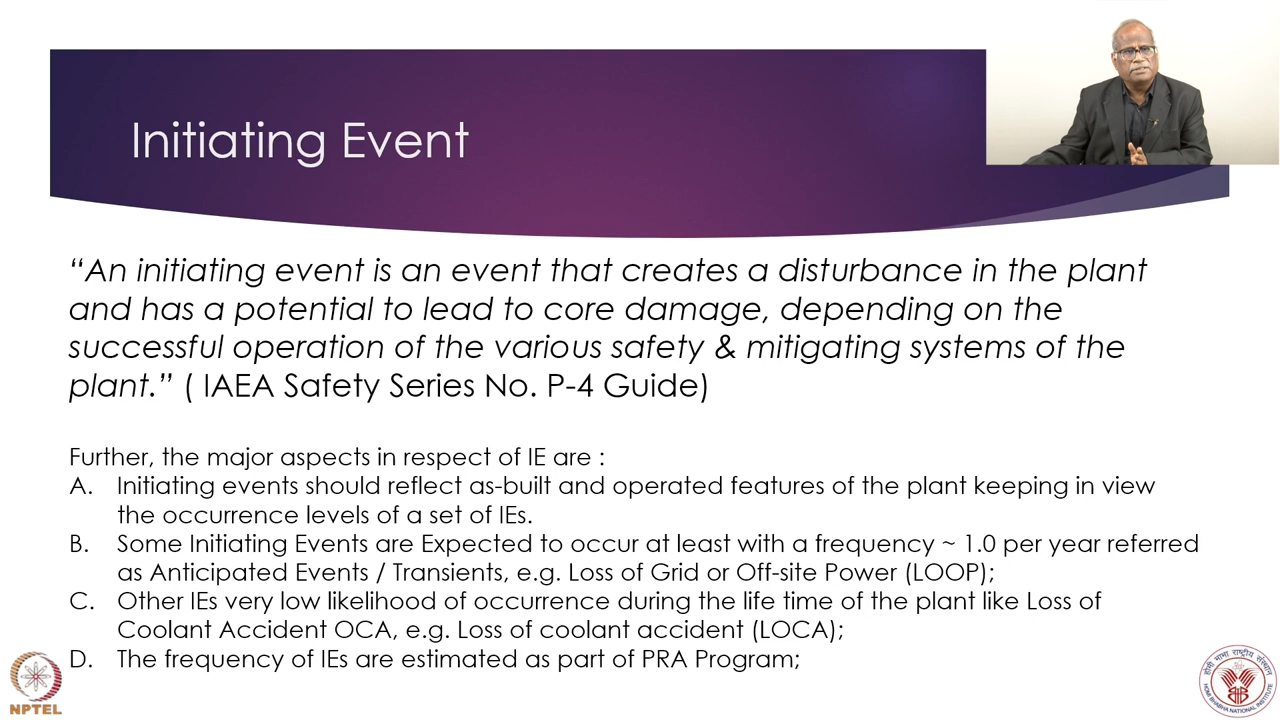 Initiating Event
“An initiating event is an event that creates a disturbance in the plant
and has a potential to lead to core damage, depending on the
successful operation of the various safety & mitigating systems of the
plant.” ( IAEA Safety Series No. P-4 Guide)
Further, the major aspects in respect of IE are :
A. Initiating events should reflect as-built and operated features of the plant keeping in view
the occurrence levels of a set of IEs.
B. Some Initiating Events are Expected to occur at least with a frequency ~ 1.0 per year referred
as Anticipated Events / Transients, e.g. Loss of Grid or Off-site Power (LOOP);
C. Other IEs very low likelihood of occurrence during the life time of the plant like Loss of
Coolant Accident OCA, e.g. Loss of coolant accident (LOCA);
D. The frequency of IEs are estimated as part of PRA Program;
NPTEL
होमी भाभा राष्ट्रीय संस्थान
HOMI BHABHA NATIONAL INSTITUTE